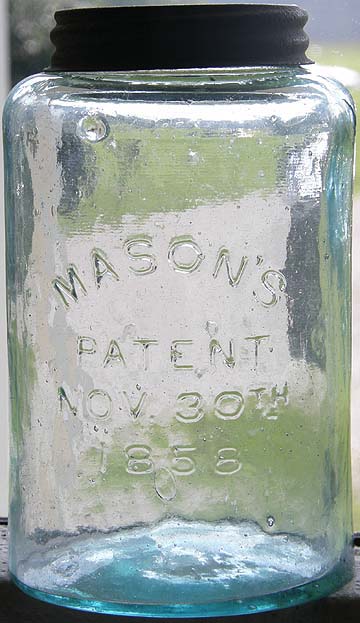 MASON'S
PATENT
NOV. 30TH
1858